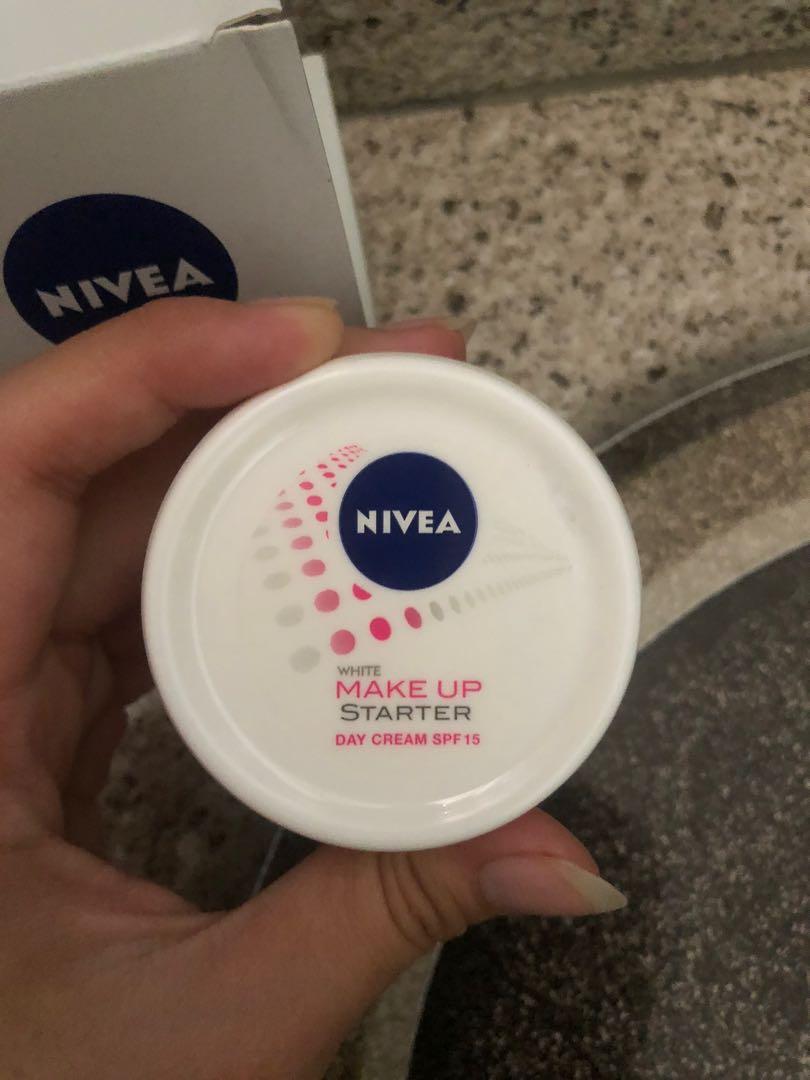 NIVEA
NIVEA
WHITE
MAKE UP
STARTER
DAY CREAM SPF15